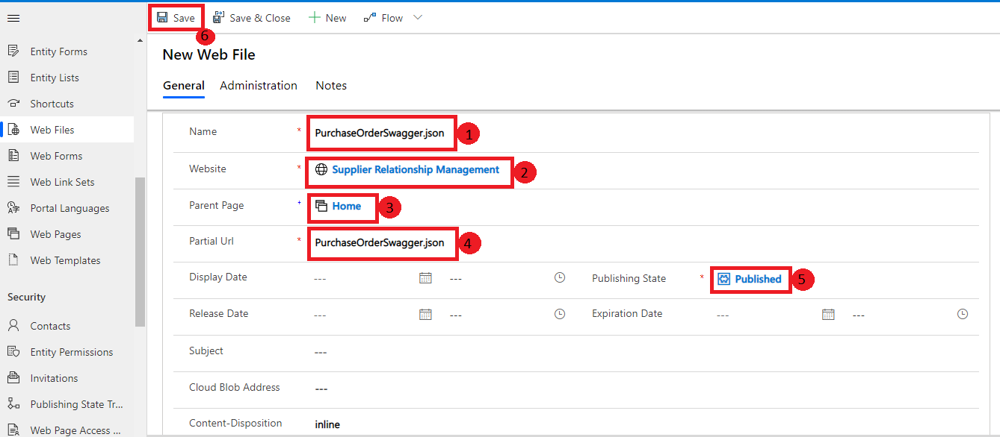 Save
Save & Close
New
Flow
6
Entity Forms
Entity Lists
Shortcuts
Web Files
Web Forms
Web Link Sets
Portal Languages
Web Pages
Web Templates
Security
Contacts
Entity Permissions
Invitations
Publishing State Tr...
Web Page Access ...
New Web File
General Administration Notes
Name * PurchaseOrderSwagger.json 1
Website * Supplier Relationship Management 2
Parent Page + Home 3
Partial Url * PurchaseOrderSwagger.json 4
Display Date --- --- Publishing State * Published 5
Release Date --- --- Expiration Date --- ---
Subject ---
Cloud Blob Address ---
Content-Disposition inline